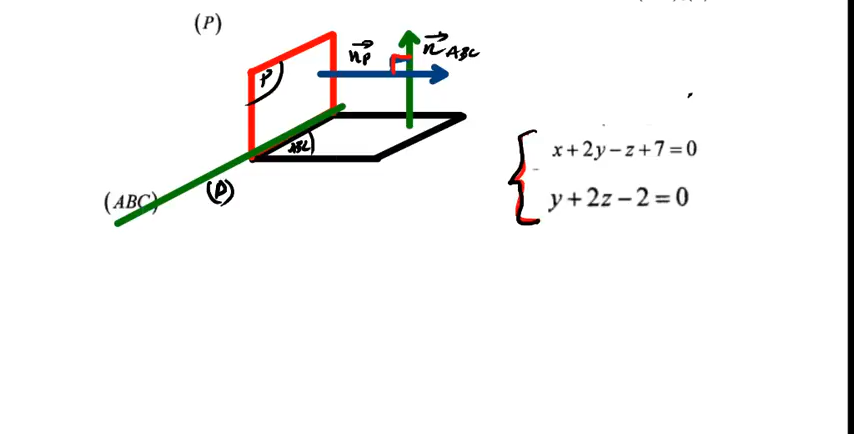 (P)
n_P
n_ABC
P
ABC
(ABC)
(D)
x+2y−z+7=0
y+2z−2=0